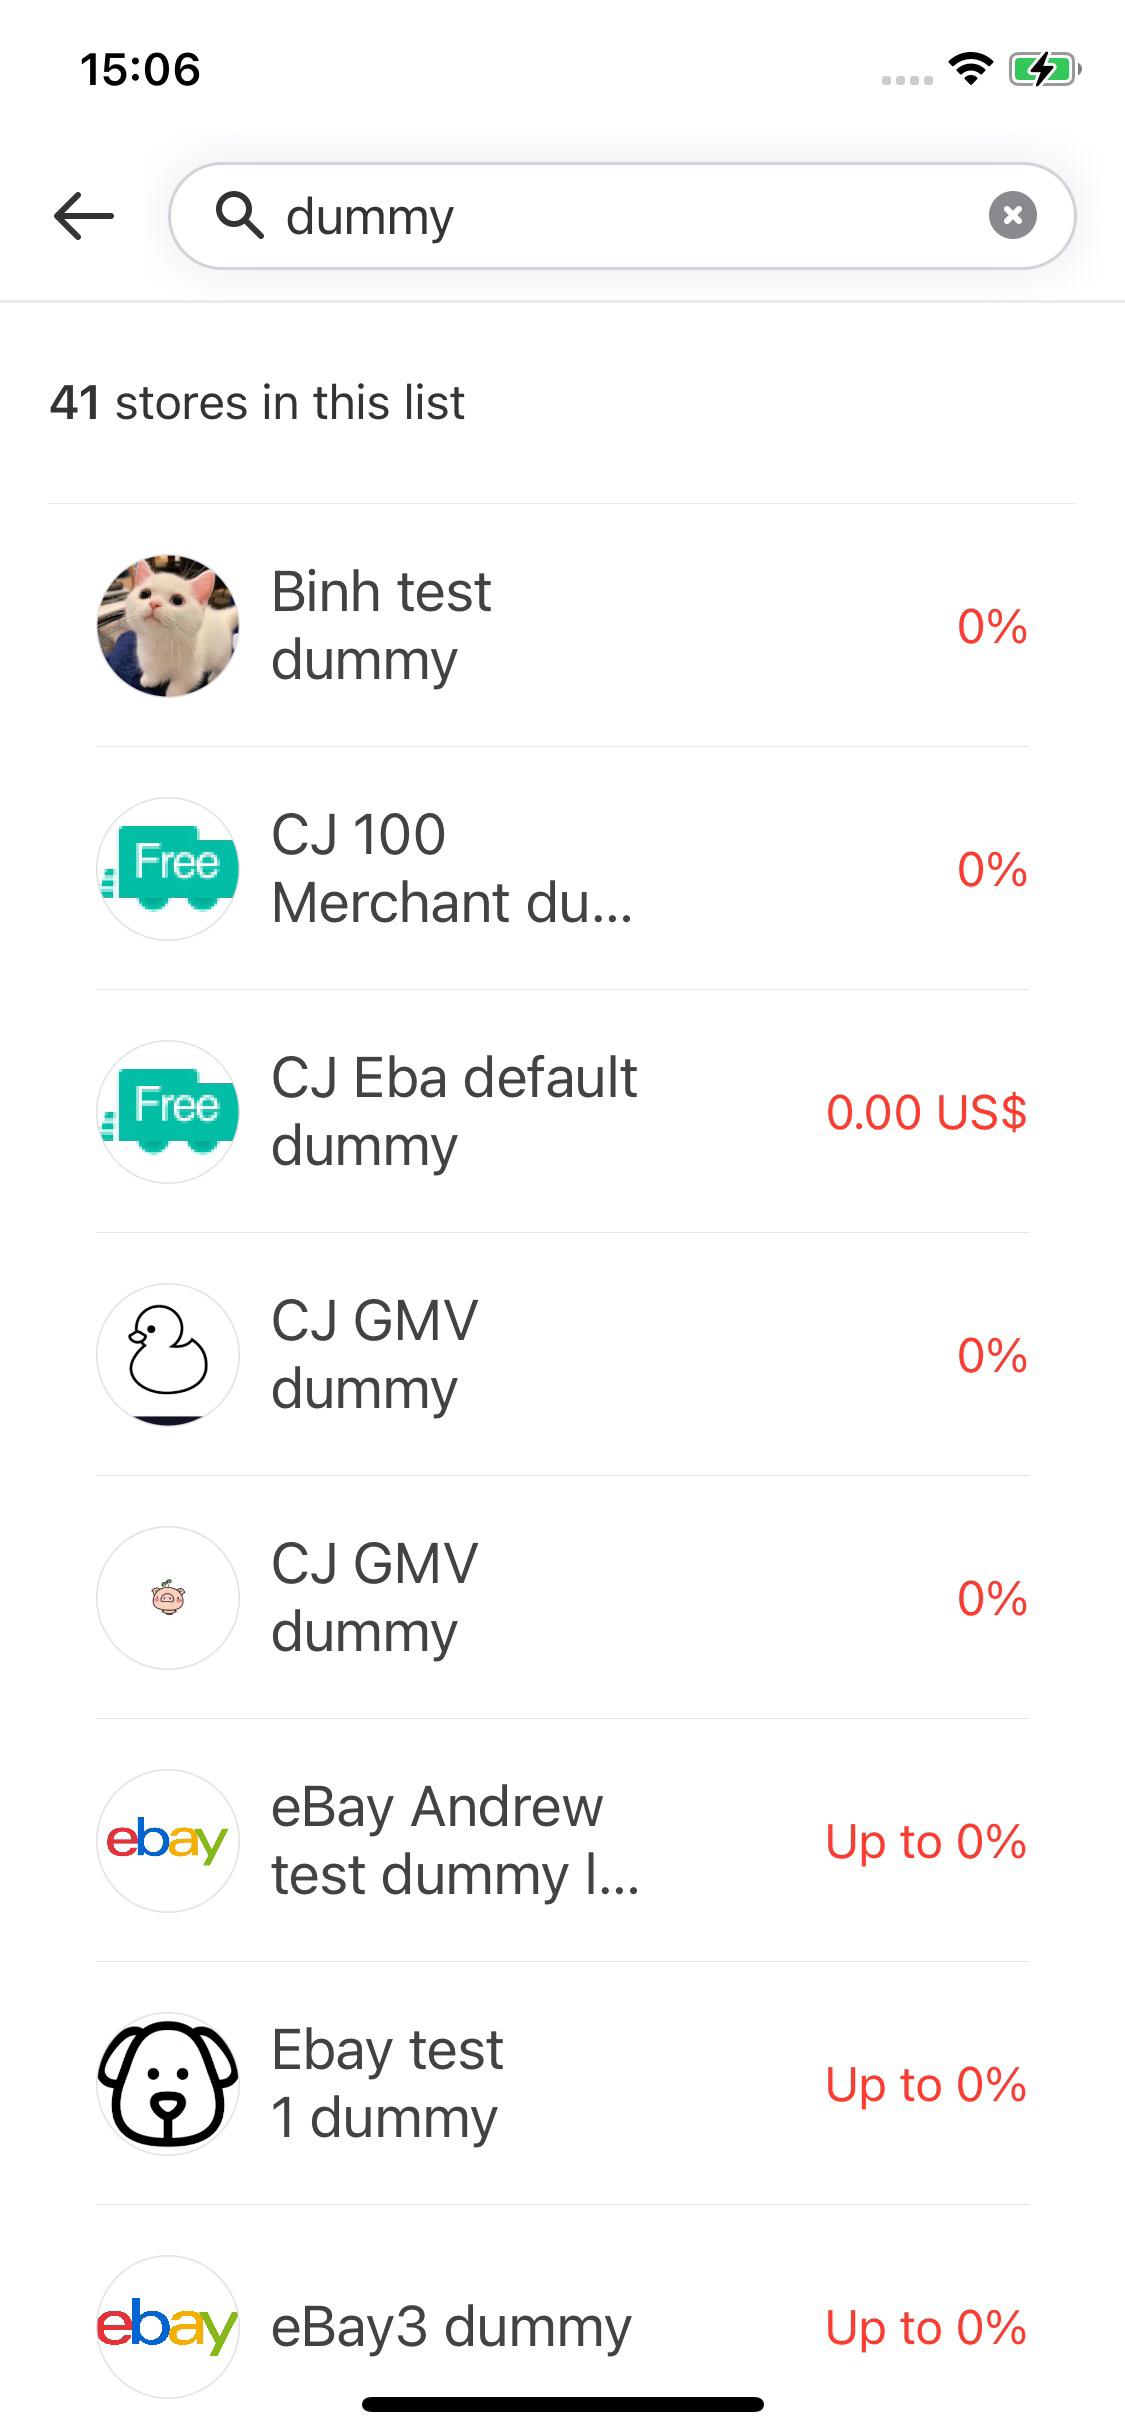 15:06
dummy
41 stores in this list
Binh test
dummy
0%
Free
CJ 100
Merchant du...
0%
Free
CJ Eba default
dummy
0.00 US$
CJ GMV
dummy
0%
CJ GMV
dummy
0%
ebay
eBay Andrew
test dummy l...
Up to 0%
Ebay test
1 dummy
Up to 0%
ebay
eBay3 dummy
Up to 0%